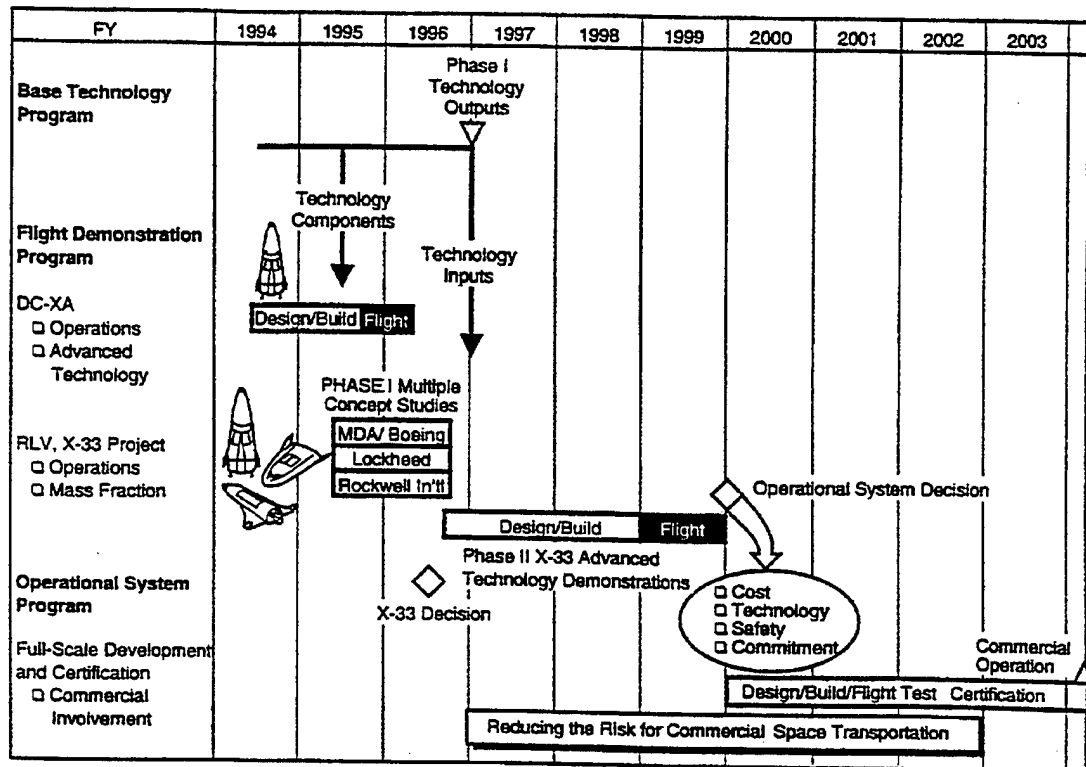 FY 1994 1995 1996 1997 1998 1999 2000 2001 2002 2003
Base Technology
Program
Phase I
Technology
Outputs
Technology
Components
Technology
Inputs
Flight Demonstration
Program
DC-XA
❑ Operations
❑ Advanced
Technology
Design/Build Flight
PHASE I Multiple
Concept Studies
MDA/ Boeing
Lockheed
Rockwell In'tl
RLV, X-33 Project
❑ Operations
❑ Mass Fraction
Operational System Decision
Design/Build Flight
Phase II X-33 Advanced
Technology Demonstrations
Operational System
Program
X-33 Decision
❑ Cost
❑ Technology
❑ Safety
❑ Commitment
Full-Scale Development
and Certification
❑ Commercial
Involvement
Commercial
Operation
Design/Build/Flight Test Certification
Reducing the Risk for Commercial Space Transportation